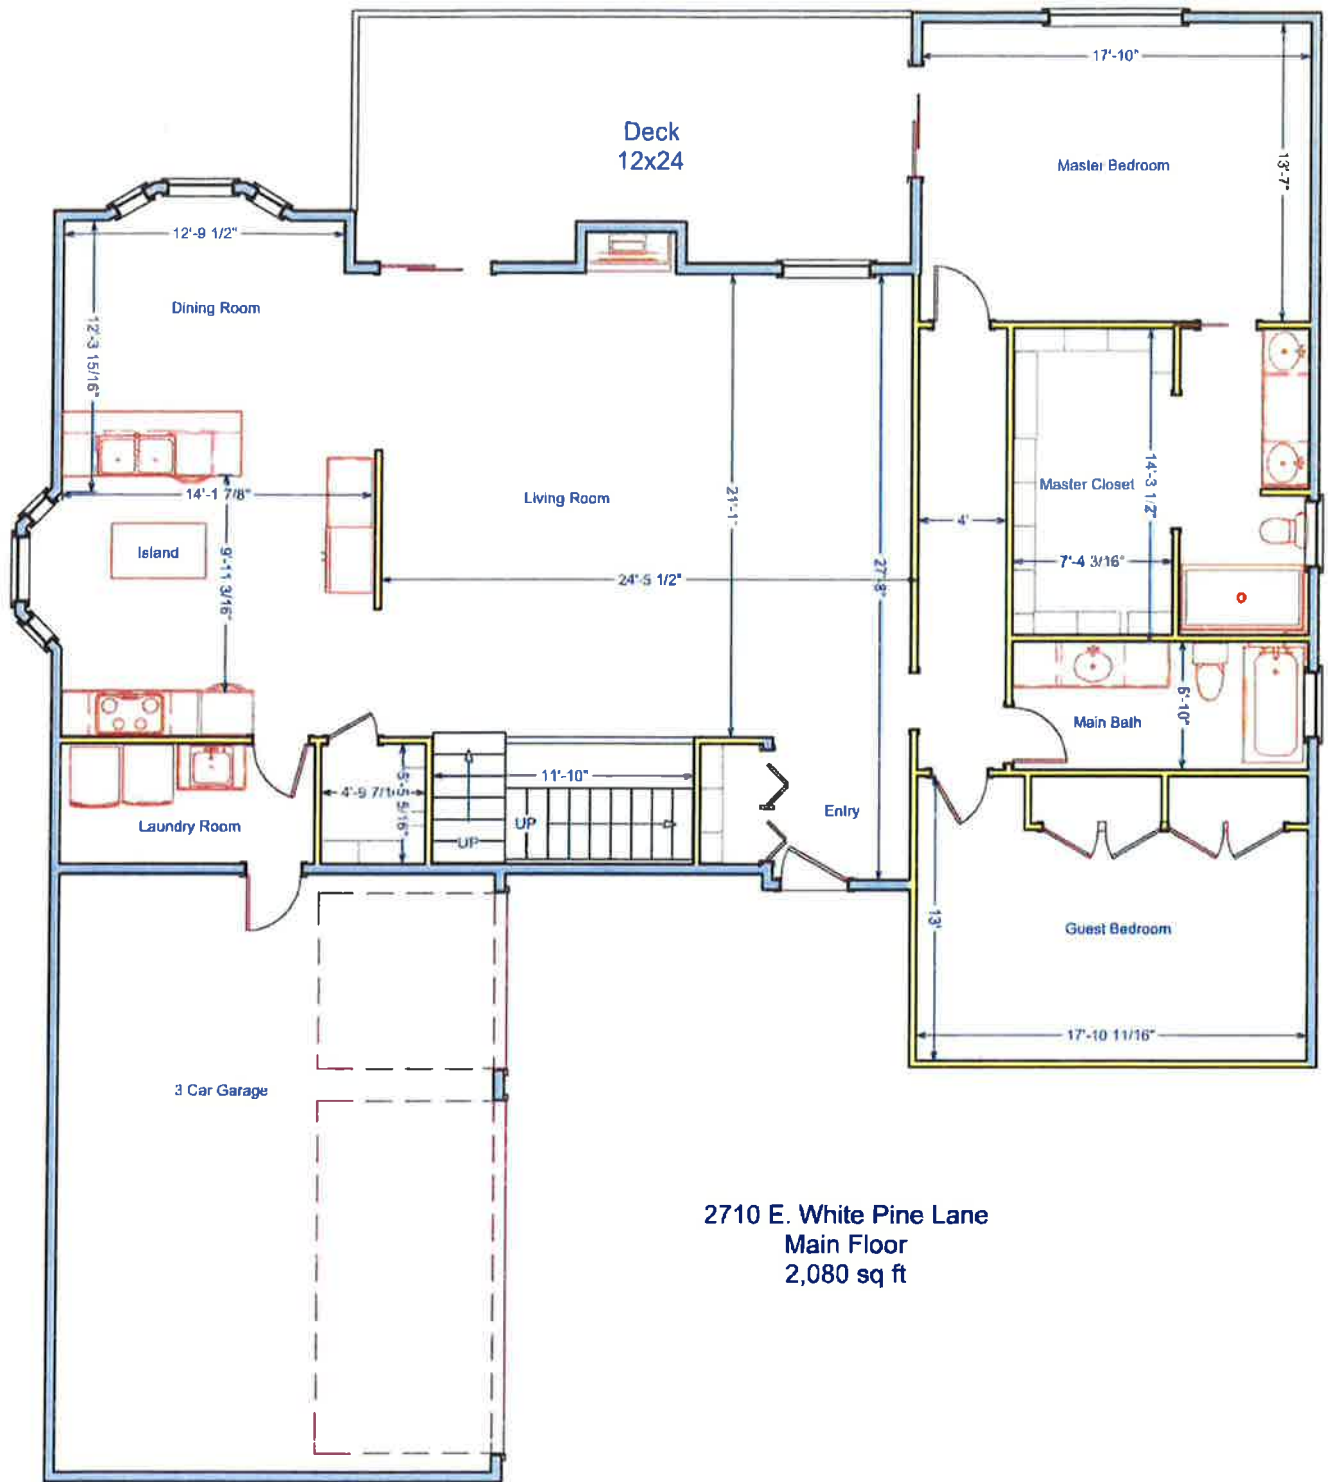 17'-10"
Deck
12x24
Master Bedroom
13'-7"
12'-9 1/2"
Dining Room
12'-3 15/16"
14'-1 7/8"
Living Room
21'-1"
Master Closet
14'-3 1/2"
4'
Island
9'-11 3/16"
24'-5 1/2"
27'-8"
7'-4 3/16"
Main Bath
11'-10"
4'-9 7/16"
5'-5 5/16"
Laundry Room
UP
UP
Entry
13'
Guest Bedroom
17'-10 11/16"
3 Car Garage
2710 E. White Pine Lane
Main Floor
2,080 sq ft